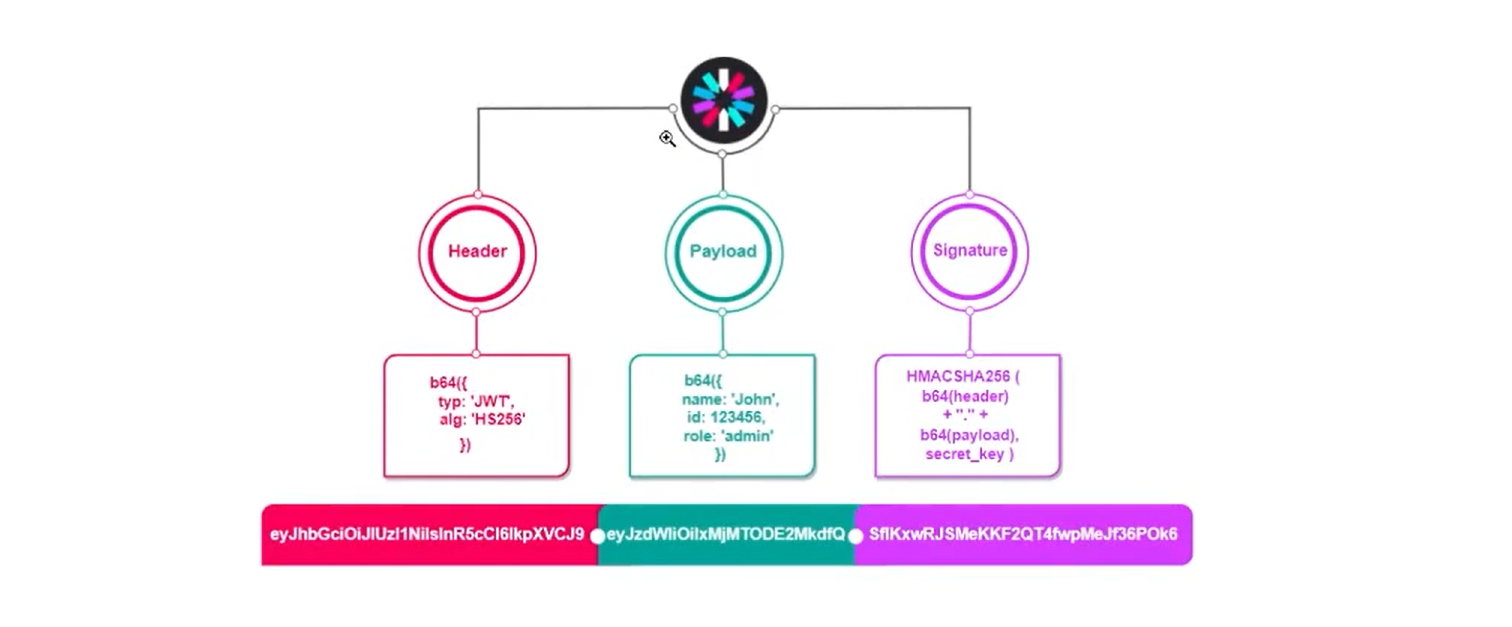 Header
Payload
Signature
b64({
typ: 'JWT',
alg: 'HS256'
})
b64({
name: 'John',
id: 123456,
role: 'admin'
})
HMACSHA256 (
b64(header)
+ "." +
b64(payload),
secret_key )
eyJhbGciOiJIUzI1NiIsInR5cCI6IkpXVCJ9
eyJzdWIiOiIxMjMTODE2MkdfQ
SflKxwRJSMeKKF2QT4fwpMeJf36POk6